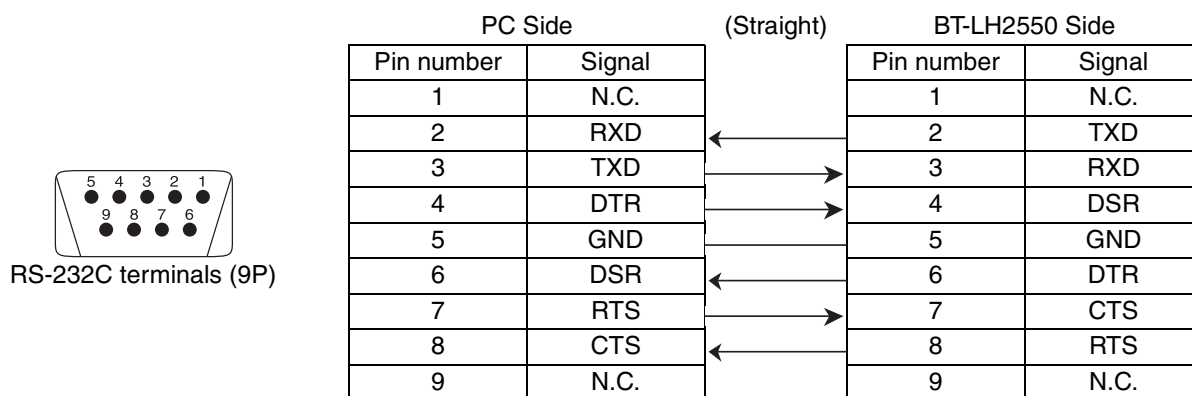 PC Side (Straight) BT-LH2550 Side
Pin number Signal Pin number Signal
1 N.C. 1 N.C.
2 RXD 2 TXD
3 TXD 3 RXD
4 DTR 4 DSR
5 GND 5 GND
6 DSR 6 DTR
7 RTS 7 CTS
8 CTS 8 RTS
9 N.C. 9 N.C.
5 4 3 2 1
9 8 7 6
RS-232C terminals (9P)